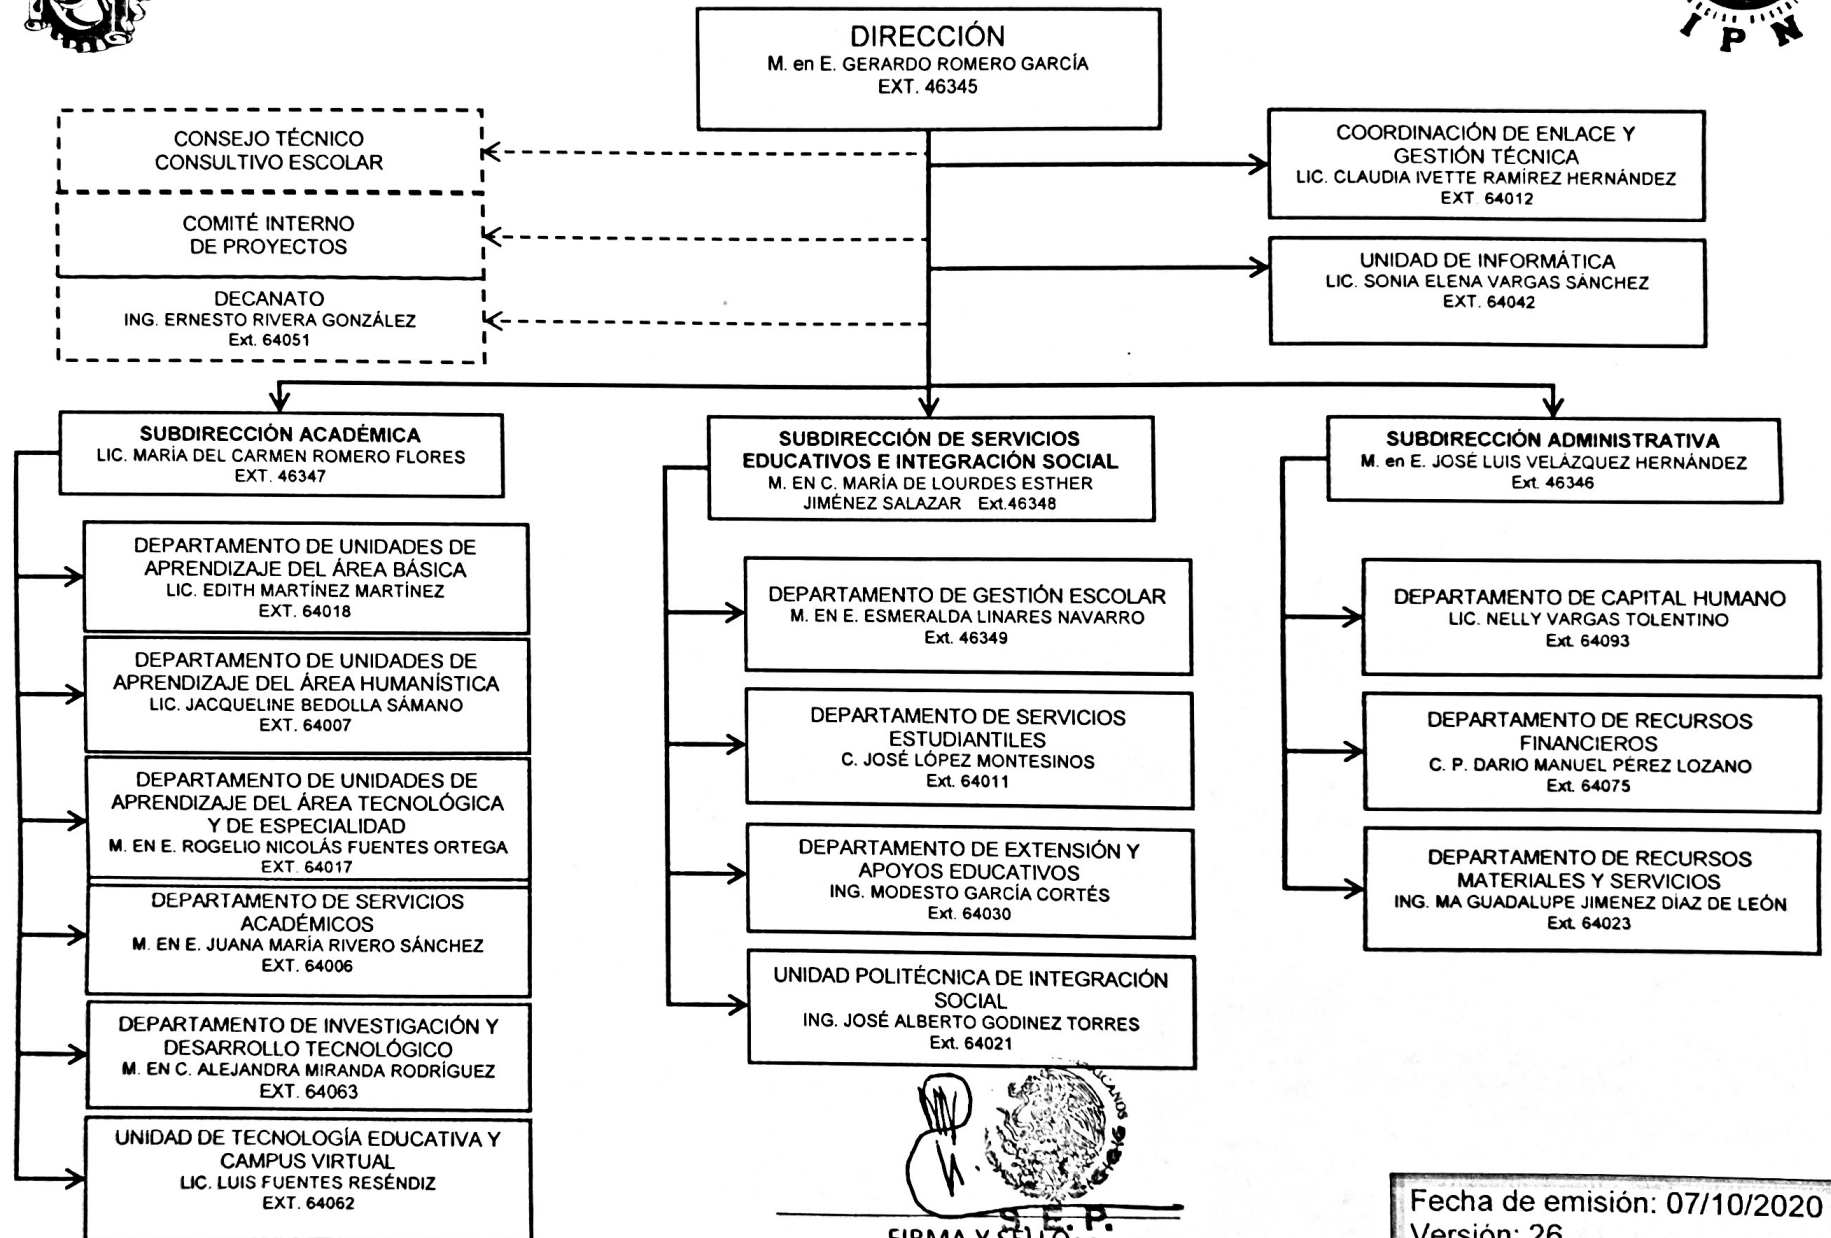 DIRECCIÓN
M. en E. GERARDO ROMERO GARCÍA
EXT. 46345
I P N
CONSEJO TÉCNICO
CONSULTIVO ESCOLAR
COMITÉ INTERNO
DE PROYECTOS
DECANATO
ING. ERNESTO RIVERA GONZÁLEZ
Ext. 64051
COORDINACIÓN DE ENLACE Y
GESTIÓN TÉCNICA
LIC. CLAUDIA IVETTE RAMÍREZ HERNÁNDEZ
EXT. 64012
UNIDAD DE INFORMÁTICA
LIC. SONIA ELENA VARGAS SÁNCHEZ
EXT. 64042
SUBDIRECCIÓN ACADÉMICA
LIC. MARÍA DEL CARMEN ROMERO FLORES
EXT. 46347
DEPARTAMENTO DE UNIDADES DE
APRENDIZAJE DEL ÁREA BÁSICA
LIC. EDITH MARTÍNEZ MARTÍNEZ
EXT. 64018
DEPARTAMENTO DE UNIDADES DE
APRENDIZAJE DEL ÁREA HUMANÍSTICA
LIC. JACQUELINE BEDOLLA SÁMANO
EXT. 64007
DEPARTAMENTO DE UNIDADES DE
APRENDIZAJE DEL ÁREA TECNOLÓGICA
Y DE ESPECIALIDAD
M. EN E. ROGELIO NICOLÁS FUENTES ORTEGA
EXT. 64017
DEPARTAMENTO DE SERVICIOS
ACADÉMICOS
M. EN E. JUANA MARÍA RIVERO SÁNCHEZ
EXT. 64006
DEPARTAMENTO DE INVESTIGACIÓN Y
DESARROLLO TECNOLÓGICO
M. EN C. ALEJANDRA MIRANDA RODRÍGUEZ
EXT. 64063
UNIDAD DE TECNOLOGÍA EDUCATIVA Y
CAMPUS VIRTUAL
LIC. LUIS FUENTES RESÉNDIZ
EXT. 64062
SUBDIRECCIÓN DE SERVICIOS
EDUCATIVOS E INTEGRACIÓN SOCIAL
M. EN C. MARÍA DE LOURDES ESTHER
JIMÉNEZ SALAZAR Ext.46348
DEPARTAMENTO DE GESTIÓN ESCOLAR
M. EN E. ESMERALDA LINARES NAVARRO
Ext. 46349
DEPARTAMENTO DE SERVICIOS
ESTUDIANTILES
C. JOSÉ LÓPEZ MONTESINOS
Ext. 64011
DEPARTAMENTO DE EXTENSIÓN Y
APOYOS EDUCATIVOS
ING. MODESTO GARCÍA CORTÉS
Ext. 64030
UNIDAD POLITÉCNICA DE INTEGRACIÓN
SOCIAL
ING. JOSÉ ALBERTO GODINEZ TORRES
Ext. 64021
SUBDIRECCIÓN ADMINISTRATIVA
M. en E. JOSÉ LUIS VELÁZQUEZ HERNÁNDEZ
Ext. 46346
DEPARTAMENTO DE CAPITAL HUMANO
LIC. NELLY VARGAS TOLENTINO
Ext. 64093
DEPARTAMENTO DE RECURSOS
FINANCIEROS
C. P. DARIO MANUEL PÉREZ LOZANO
Ext. 64075
DEPARTAMENTO DE RECURSOS
MATERIALES Y SERVICIOS
ING. MA GUADALUPE JIMENEZ DÍAZ DE LEÓN
Ext. 64023
S. E. P.
FIRMA Y SELLO
Fecha de emisión: 07/10/2020
Versión: 26